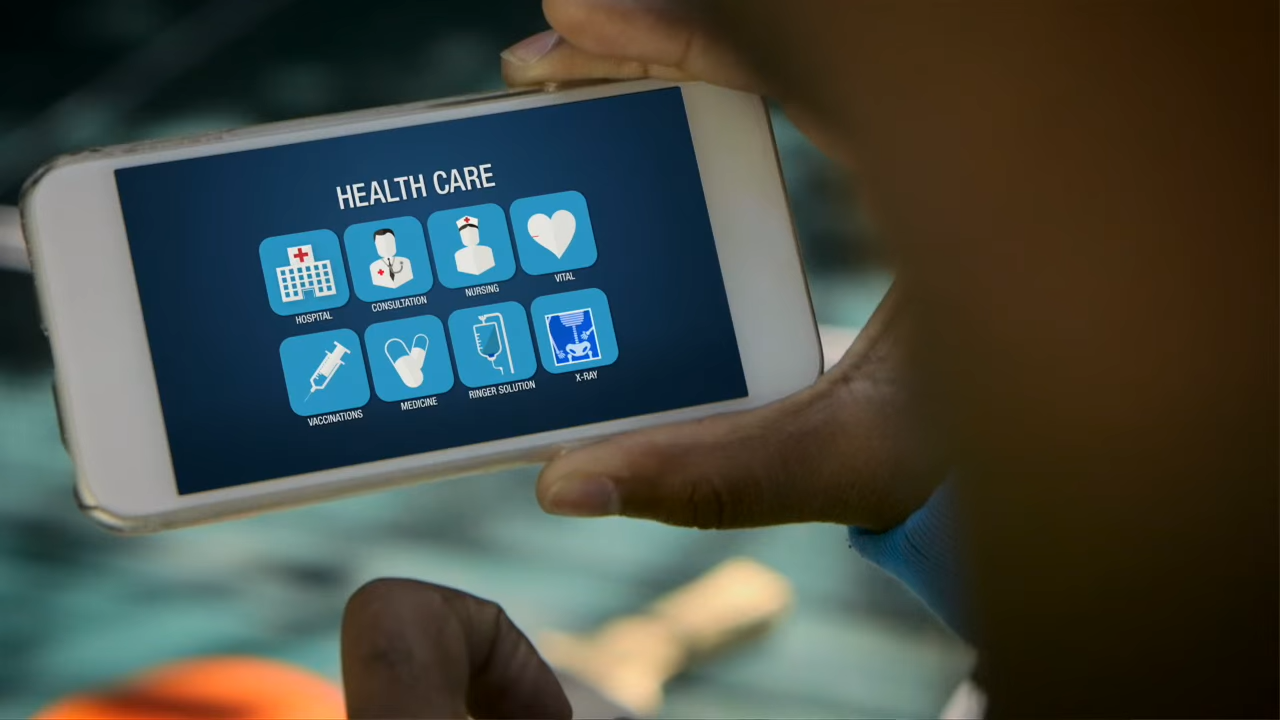 HEALTH CARE
HOSPITAL
CONSULTATION
NURSING
VITAL
VACCINATIONS
MEDICINE
RINGER SOLUTION
X-RAY